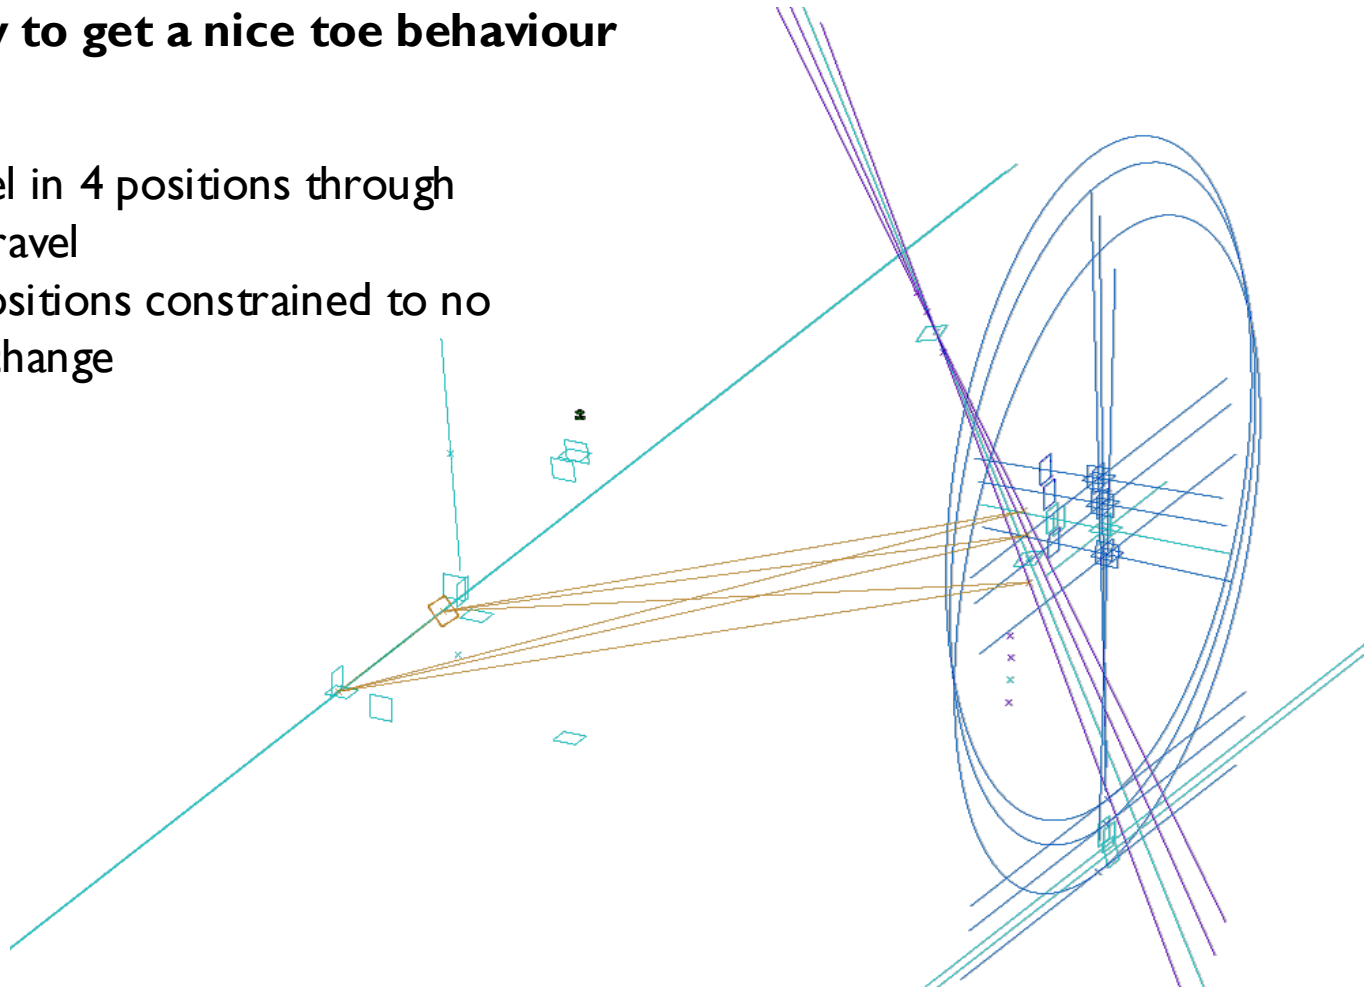 y to get a nice toe behaviour
el in 4 positions through
ravel
ositions constrained to no
hange